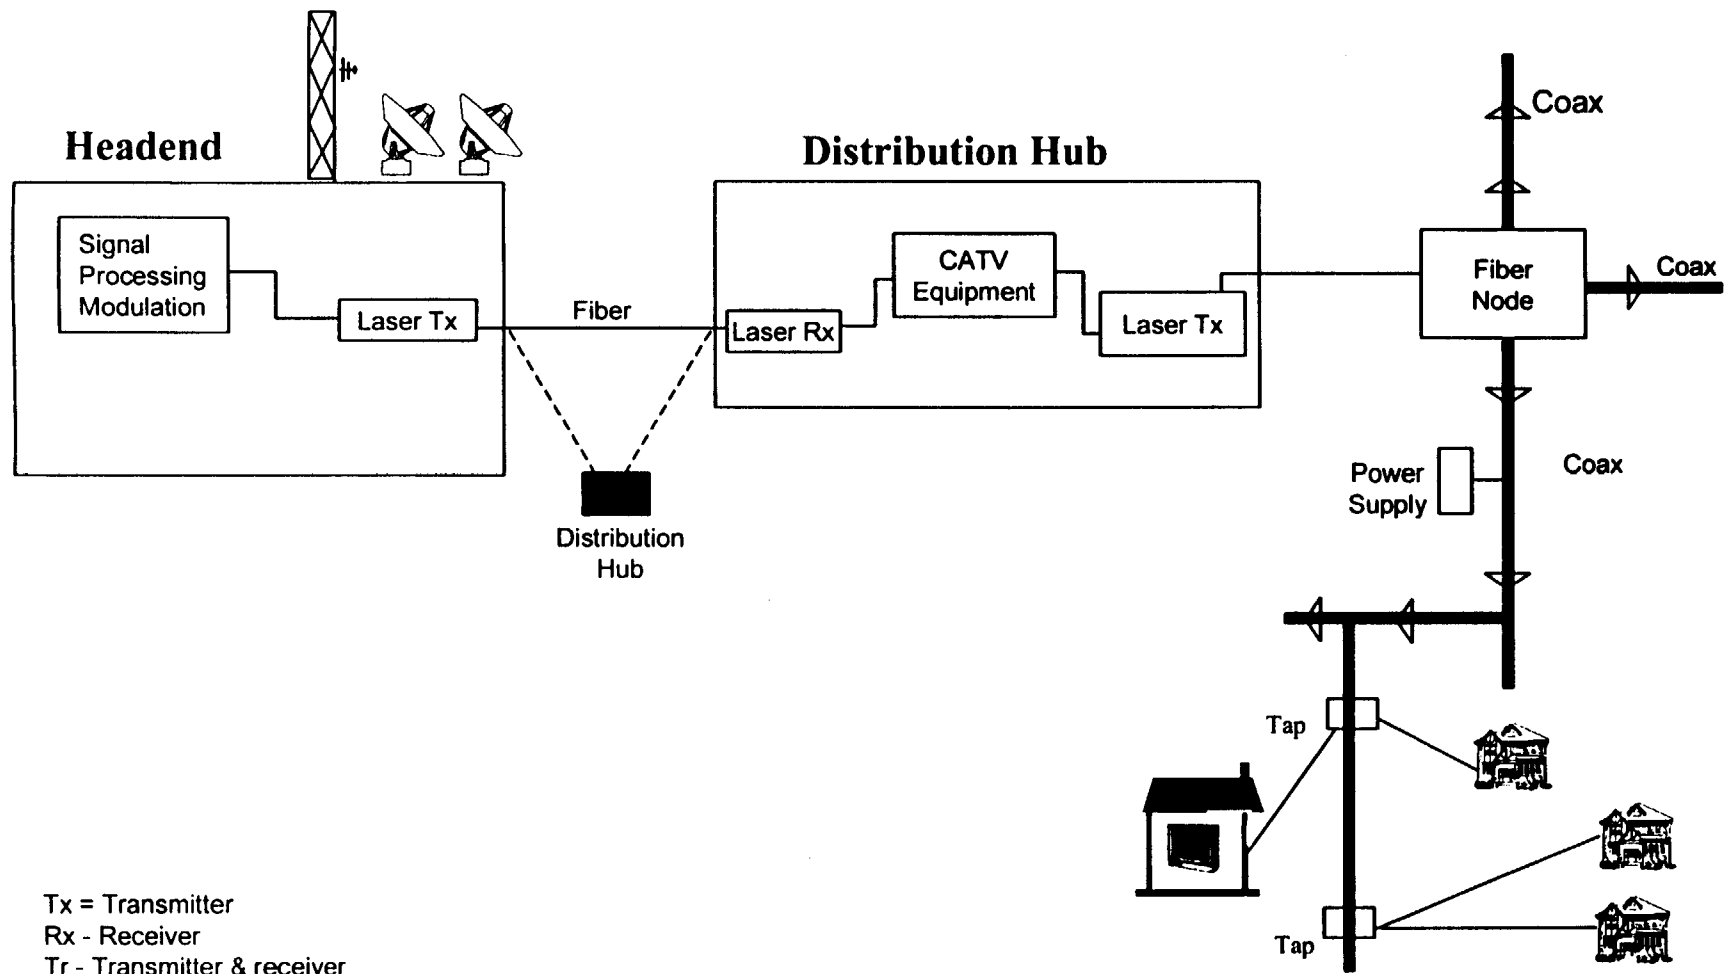 Headend
Distribution Hub
Coax
Signal
Processing
Modulation
Laser Tx
Fiber
Laser Rx
CATV
Equipment
Laser Tx
Fiber
Node
Coax
Power
Supply
Coax
Distribution
Hub
Tap
Tap
Tx = Transmitter
Rx - Receiver
Tr - Transmitter & receiver